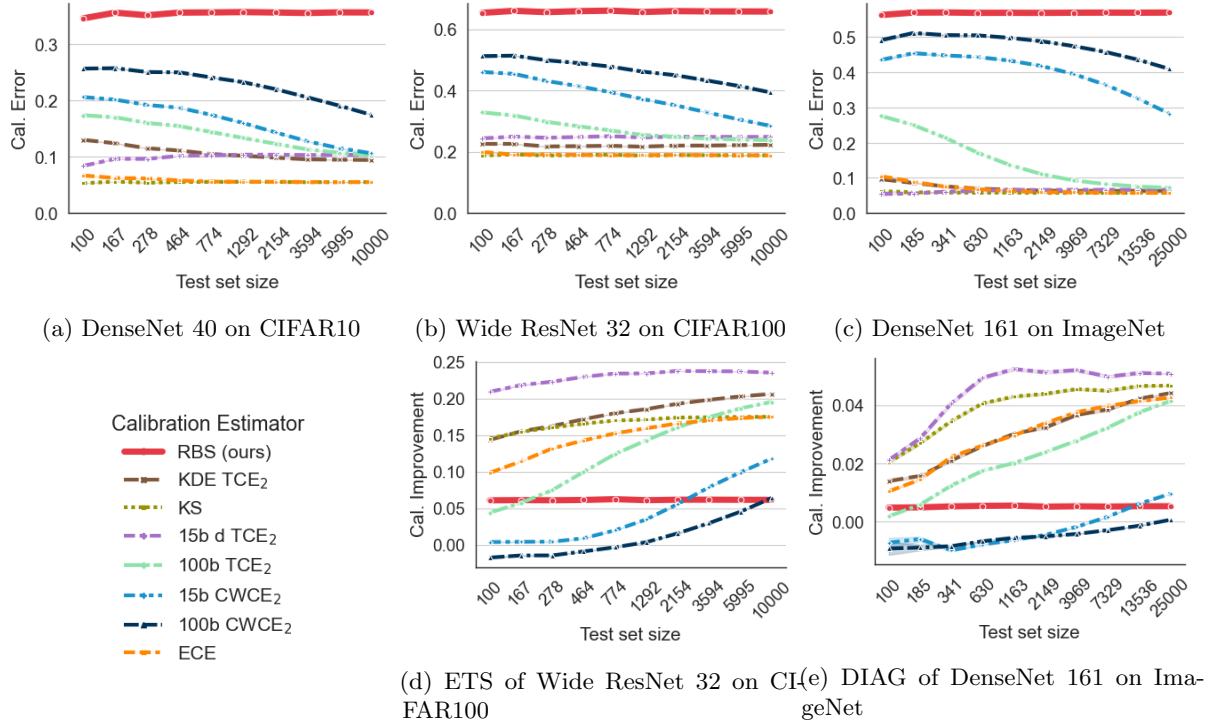 Cal. Error
0.3
0.2
0.1
0.0
100 167 278 464 774 1292 2154 3594 5995 10000
Test set size
(a) DenseNet 40 on CIFAR10
Cal. Error
0.6
0.4
0.2
0.0
100 167 278 464 774 1292 2154 3594 5995 10000
Test set size
(b) Wide ResNet 32 on CIFAR100
Cal. Error
0.5
0.4
0.3
0.2
0.1
0.0
100 185 341 630 1163 2149 3969 7329 13536 25000
Test set size
(c) DenseNet 161 on ImageNet
Calibration Estimator
RBS (ours)
KDE TCE₂
KS
15b d TCE₂
100b TCE₂
15b CWCE₂
100b CWCE₂
ECE
Cal. Improvement
0.25
0.20
0.15
0.10
0.05
0.00
100 167 278 464 774 1292 2154 3594 5995 10000
Test set size
(d) ETS of Wide ResNet 32 on CI-
FAR100
Cal. Improvement
0.04
0.02
0.00
100 185 341 630 1163 2149 3969 7329 13536 25000
Test set size
(e) DIAG of DenseNet 161 on Ima-
geNet